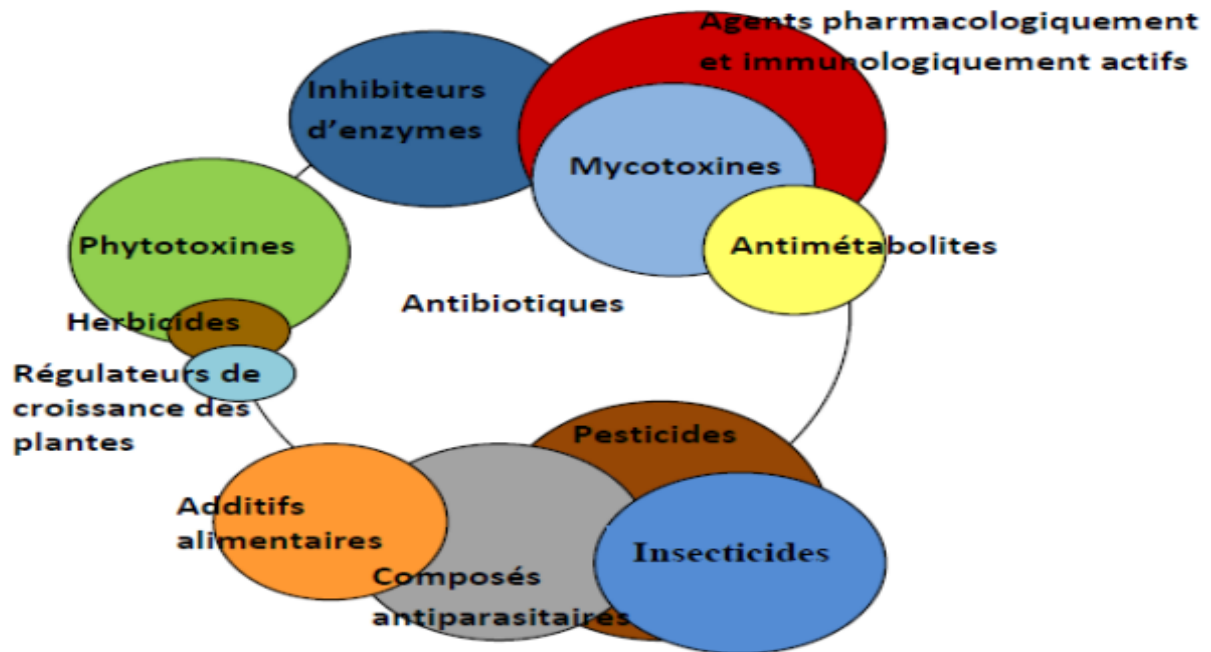 Agents pharmacologiquement
et immunologiquement actifs
Inhibiteurs
d’enzymes
Mycotoxines
Phytotoxines
Antimétabolites
Antibiotiques
Herbicides
Régulateurs de
croissance des
plantes
Pesticides
Additifs
alimentaires
Insecticides
Composés
antiparasitaires